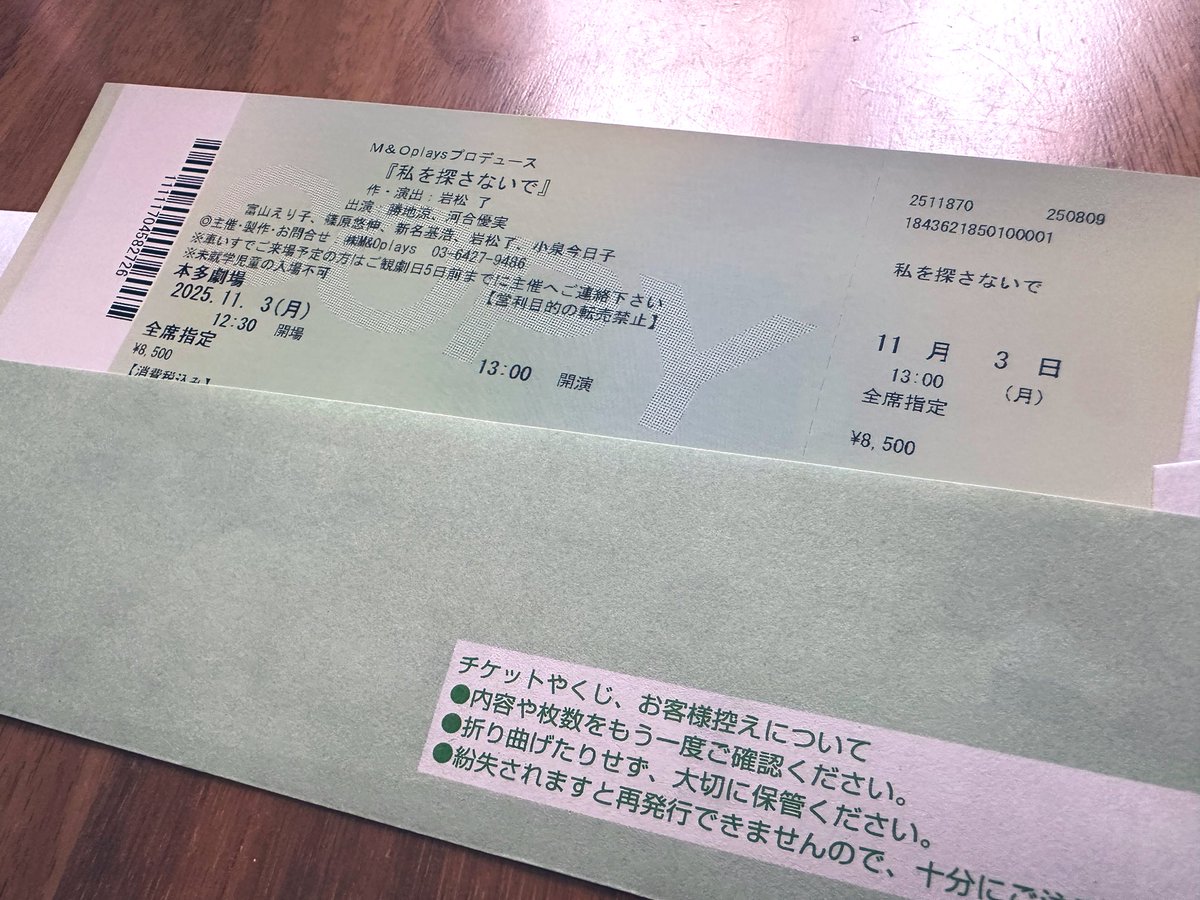 M&Oplaysプロデュース
『私を探さないで』
作・演出：岩松 了
出演：勝地涼、河合優実
富山えり子、篠原悠伸、新名基浩、岩松了、小泉今日子
◎主催・製作・お問合せ ㈱M&Oplays 03-6427-9486
※車いすでご来場予定の方はご観劇日5日前までに主催へご連絡下さい
※未就学児童の入場不可 【営利目的の転売禁止】
本多劇場
2025.11. 3(月)
12:30 開場
13:00 開演
全席指定
¥8,500
【消費税込み】
1111704582726
2511870 250809
1843621850100001
私を探さないで
11 月 3 日
13:00 (月)
全席指定
¥8,500
COPY
チケットやくじ、お客様控えについて
●内容や枚数をもう一度ご確認ください。
●折り曲げたりせず、大切に保管ください。
●紛失されますと再発行できませんので、十分にご